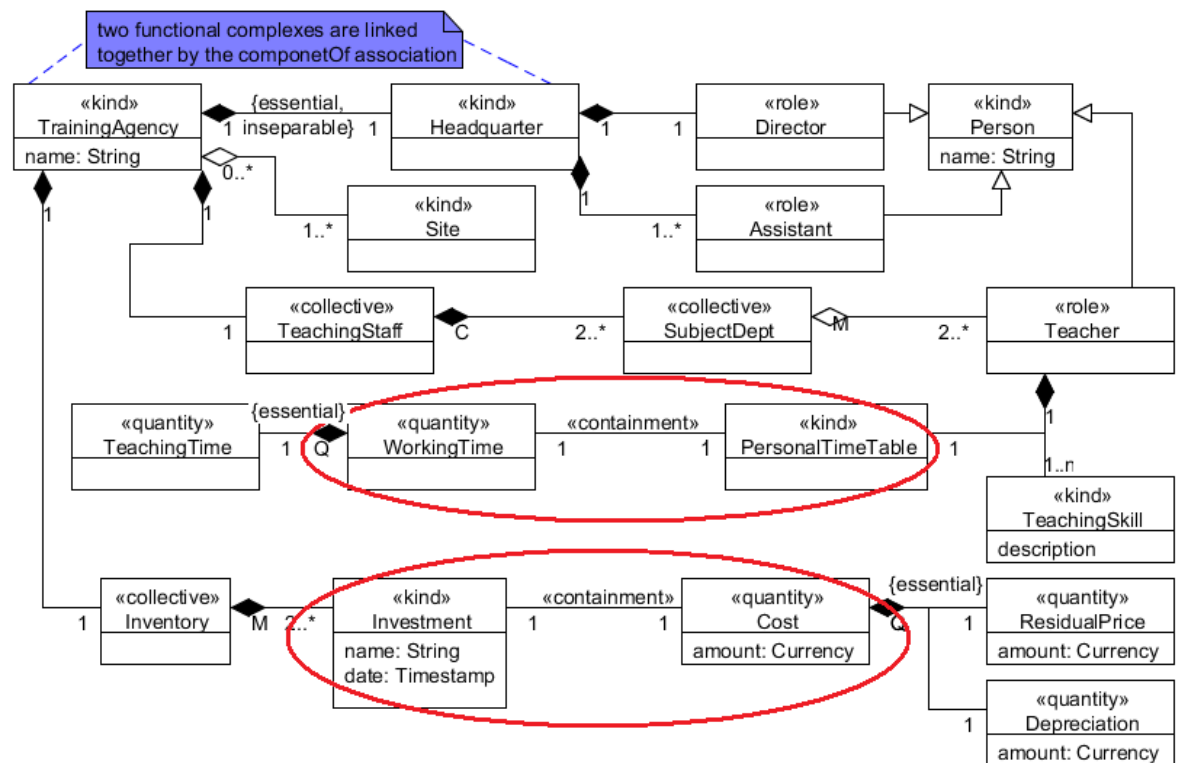 two functional complexes are linked
together by the componetOf association
«kind»
TrainingAgency
name: String
1
{essential,
inseparable}
1
«kind»
Headquarter
1
1
«role»
Director
«kind»
Person
name: String
0..*
1..*
«kind»
Site
1
1..*
«role»
Assistant
1
1
1
«collective»
TeachingStaff
C
2..*
«collective»
SubjectDept
M
2..*
«role»
Teacher
«quantity»
TeachingTime
{essential}
1
Q
«quantity»
WorkingTime
«containment»
1
1
«kind»
PersonalTimeTable
1
1
1..n
«kind»
TeachingSkill
description
1
«collective»
Inventory
M
2..*
«kind»
Investment
name: String
date: Timestamp
«containment»
1
1
«quantity»
Cost
amount: Currency
{essential}
Q
1
«quantity»
ResidualPrice
amount: Currency
1
«quantity»
Depreciation
amount: Currency